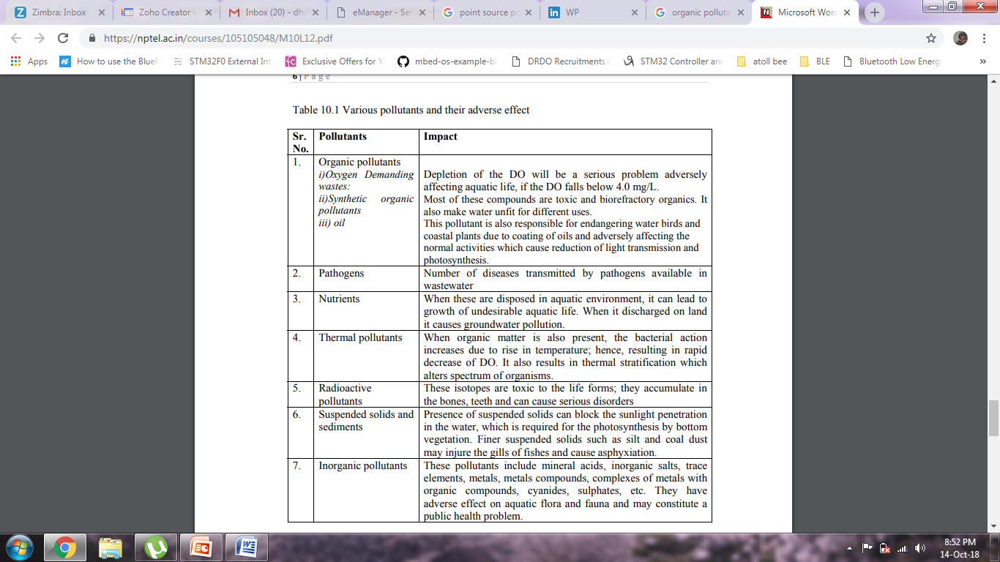 Zimbra: Inbox
Zoho Creator -
Inbox (20) - dha
eManager - Ses
point source po
WP
organic polluta
Microsoft Word
https://nptel.ac.in/courses/105105048/M10L12.pdf
Apps
How to use the BlueN
STM32F0 External Int
Exclusive Offers for Y
mbed-os-example-bl
DRDO Recruitments
STM32 Controller are
atoll bee
BLE
Bluetooth Low Energ
»
6 | P a g e
Table 10.1 Various pollutants and their adverse effect
Sr. No.
Pollutants
Impact
1.
Organic pollutants
i)Oxygen Demanding
wastes:
ii)Synthetic organic
pollutants
iii) oil
Depletion of the DO will be a serious problem adversely
affecting aquatic life, if the DO falls below 4.0 mg/L.
Most of these compounds are toxic and biorefractory organics. It
also make water unfit for different uses.
This pollutant is also responsible for endangering water birds and
coastal plants due to coating of oils and adversely affecting the
normal activities which cause reduction of light transmission and
photosynthesis.
2.
Pathogens
Number of diseases transmitted by pathogens available in
wastewater
3.
Nutrients
When these are disposed in aquatic environment, it can lead to
growth of undesirable aquatic life. When it discharged on land
it causes groundwater pollution.
4.
Thermal pollutants
When organic matter is also present, the bacterial action
increases due to rise in temperature; hence, resulting in rapid
decrease of DO. It also results in thermal stratification which
alters spectrum of organisms.
5.
Radioactive
pollutants
These isotopes are toxic to the life forms; they accumulate in
the bones, teeth and can cause serious disorders
6.
Suspended solids and
sediments
Presence of suspended solids can block the sunlight penetration
in the water, which is required for the photosynthesis by bottom
vegetation. Finer suspended solids such as silt and coal dust
may injure the gills of fishes and cause asphyxiation.
7.
Inorganic pollutants
These pollutants include mineral acids, inorganic salts, trace
elements, metals, metals compounds, complexes of metals with
organic compounds, cyanides, sulphates, etc. They have
adverse effect on aquatic flora and fauna and may constitute a
public health problem.
8:52 PM
14-Oct-18